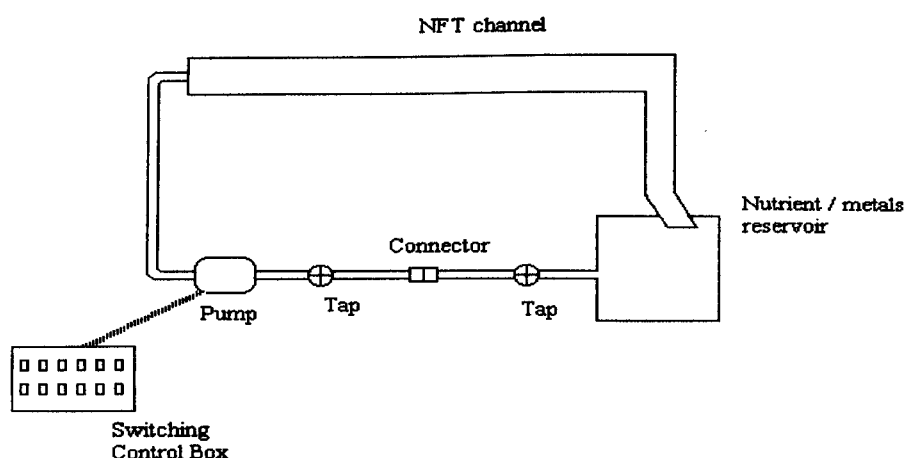 NFT channel
Nutrient / metals
reservoir
Connector
Tap
Tap
Pump
Switching
Control Box